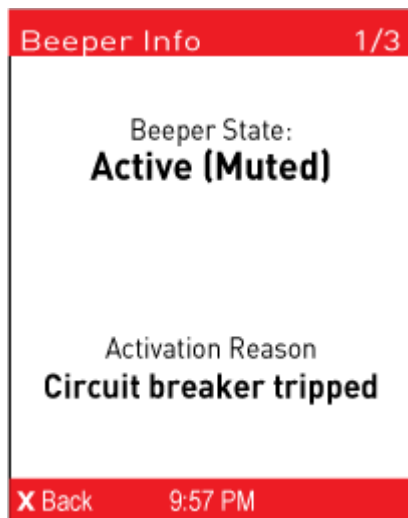 Beeper Info 1/3
Beeper State:
Active (Muted)
Activation Reason
Circuit breaker tripped
X Back 9:57 PM